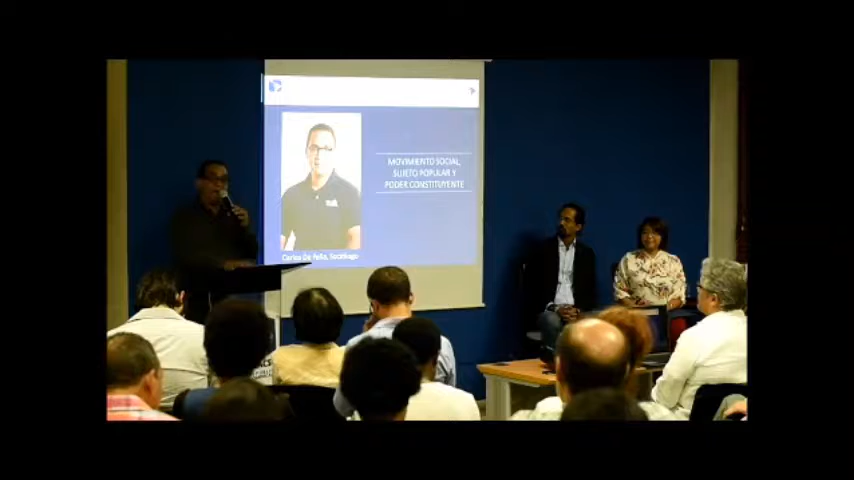 MOVIMIENTO SOCIAL,
SUJETO POPULAR Y
PODER CONSTITUYENTE
Carlos De Peña, Sociólogo